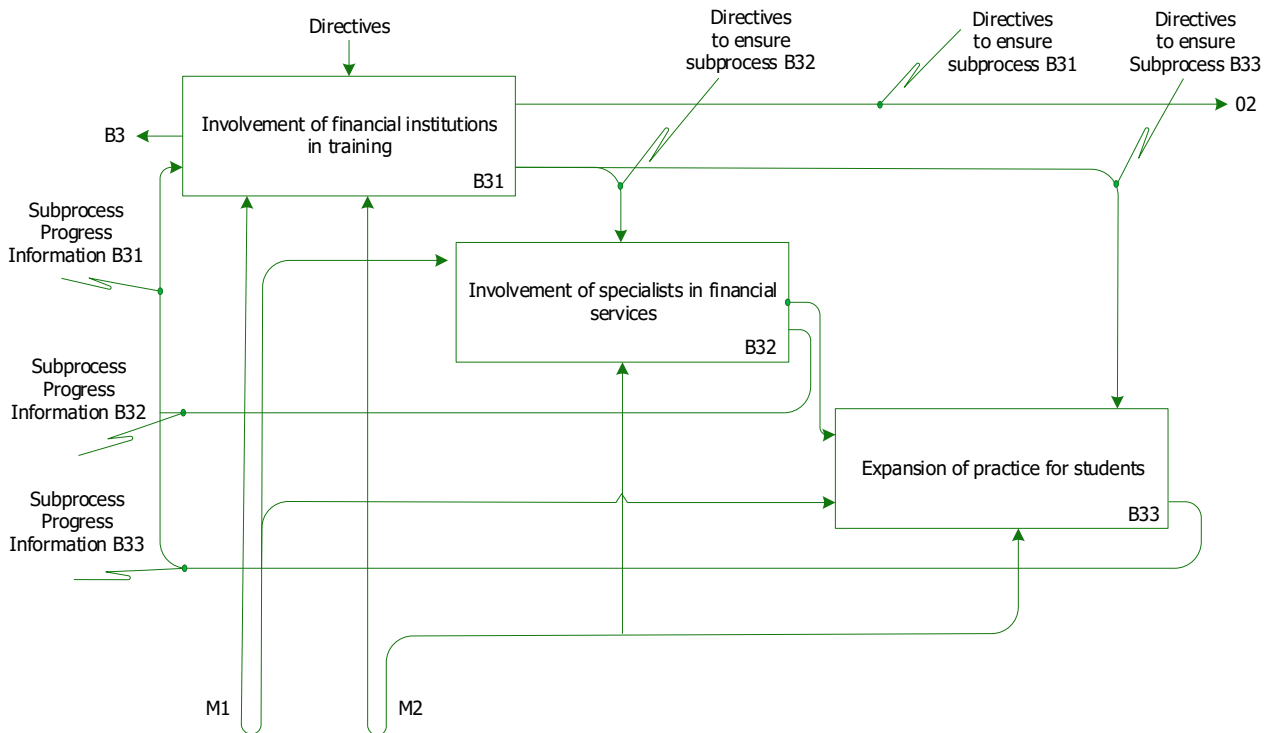 Directives
Directives
to ensure
subprocess B32
Directives
to ensure
subprocess B31
Directives
to ensure
Subprocess B33
02
B3
Involvement of financial institutions
in training
B31
Subprocess
Progress
Information B31
Involvement of specialists in financial
services
B32
Subprocess
Progress
Information B32
Expansion of practice for students
B33
Subprocess
Progress
Information B33
M1
M2